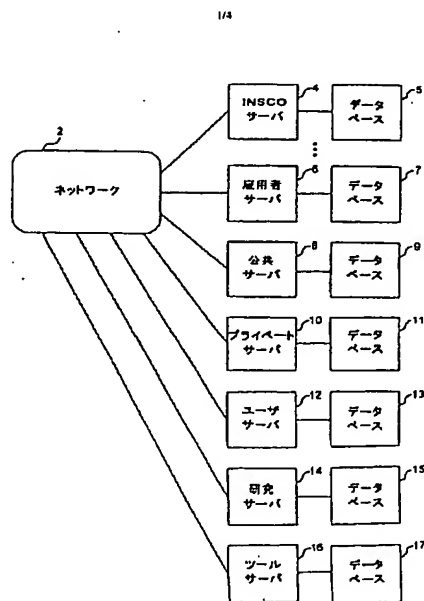 1/4
2
ネットワーク
INSCO
サーバ
4
データ
ベース
5
雇用者
サーバ
6
データ
ベース
7
公共
サーバ
8
データ
ベース
9
プライベート
サーバ
10
データ
ベース
11
ユーザ
サーバ
12
データ
ベース
13
研究
サーバ
14
データ
ベース
15
ツール
サーバ
16
データ
ベース
17